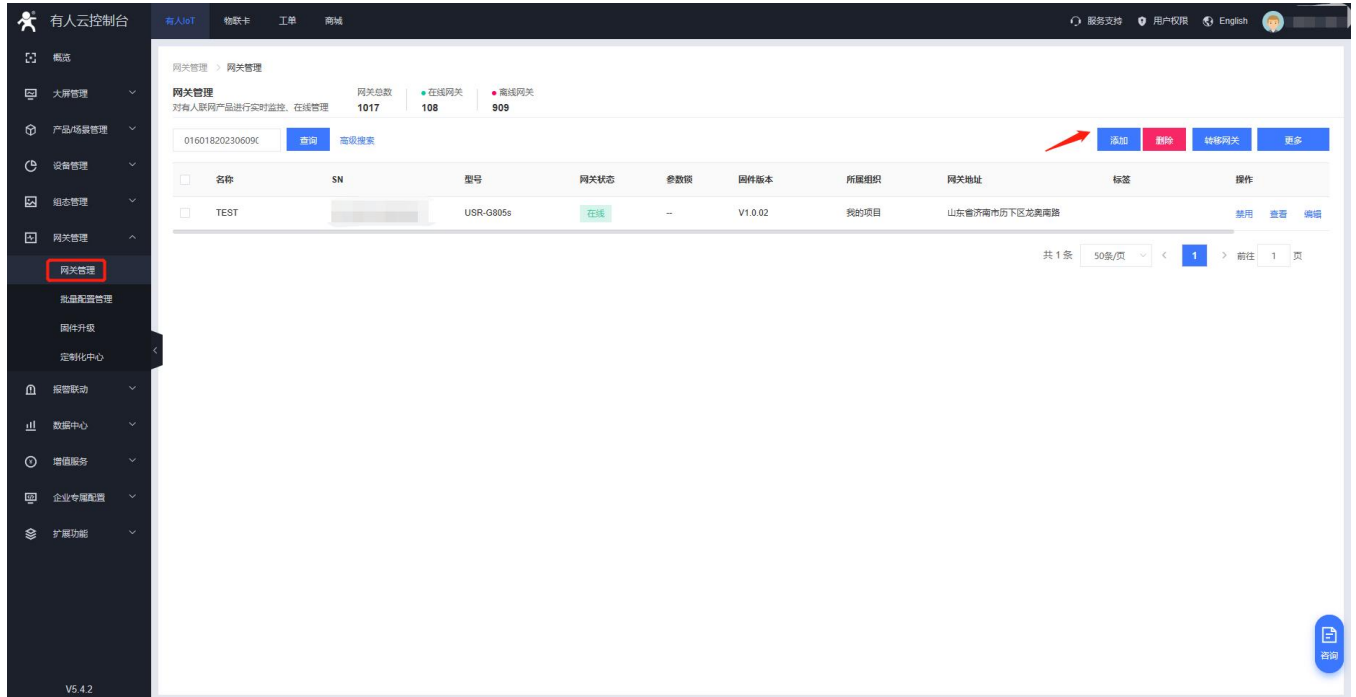 有人云控制台
有人IoT 物联卡 工单 商城
服务支持 用户权限 English
概览
大屏管理
产品/场景管理
设备管理
组态管理
网关管理
网关管理
批量配置管理
固件升级
定制化中心
报警联动
数据中心
增值服务
企业专属配置
扩展功能
V5.4.2
网关管理 > 网关管理
网关管理 网关总数 在线网关 离线网关
对有人联网产品进行实时监控、在线管理 1017 108 909
01601820230609( 查询 高级搜索 添加 删除 转移网关 更多
名称 SN 型号 网关状态 参数锁 固件版本 所属组织 网关地址 标签 操作
TEST USR-G805s 在线 -- V1.0.02 我的项目 山东省济南市历下区龙奥南路 禁用 查看 编辑
共 1 条 50条/页 < 1 > 前往 1 页
咨询